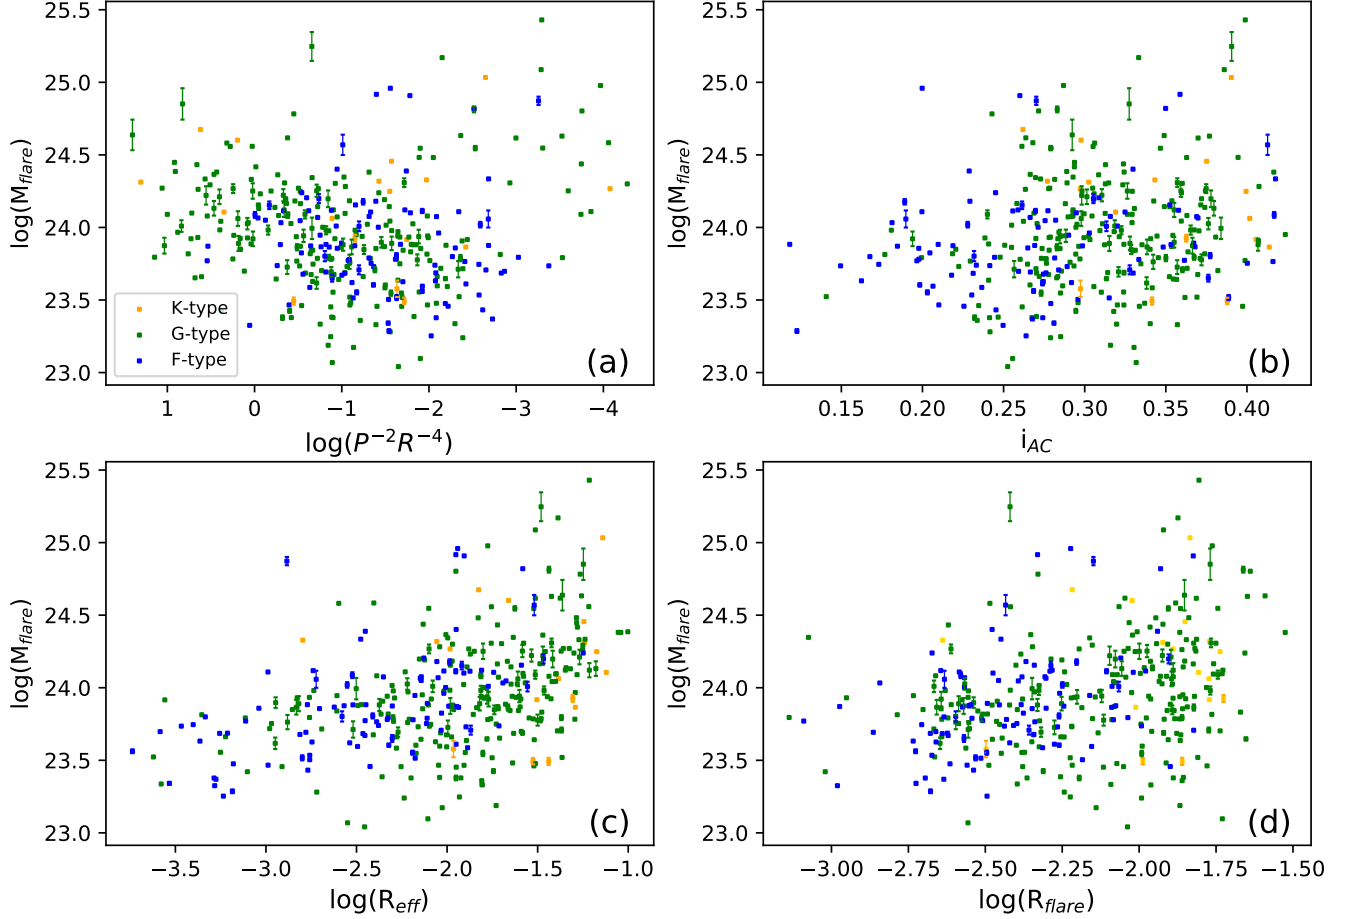 25.5
25.0
24.5
24.0
23.5
23.0
log(M_flare)
K-type
G-type
F-type
(a)
1 0 −1 −2 −3 −4
log(P⁻²R⁻⁴)
25.5
25.0
24.5
24.0
23.5
23.0
log(M_flare)
(b)
0.15 0.20 0.25 0.30 0.35 0.40
i_AC
25.5
25.0
24.5
24.0
23.5
23.0
log(M_flare)
(c)
−3.5 −3.0 −2.5 −2.0 −1.5 −1.0
log(R_eff)
25.5
25.0
24.5
24.0
23.5
23.0
log(M_flare)
(d)
−3.00 −2.75 −2.50 −2.25 −2.00 −1.75 −1.50
log(R_flare)